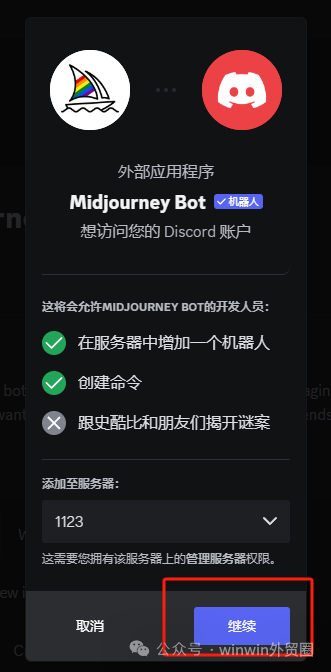 外部应用程序
Midjourney Bot ✓机器人
想访问您的 Discord 账户
这将会允许MIDJOURNEY BOT的开发人员：
在服务器中增加一个机器人
创建命令
跟史酷比和朋友们揭开谜案
添加至服务器：
1123
这需要您拥有该服务器上的管理服务器权限。
取消
继续
公众号 · winwin外贸圈